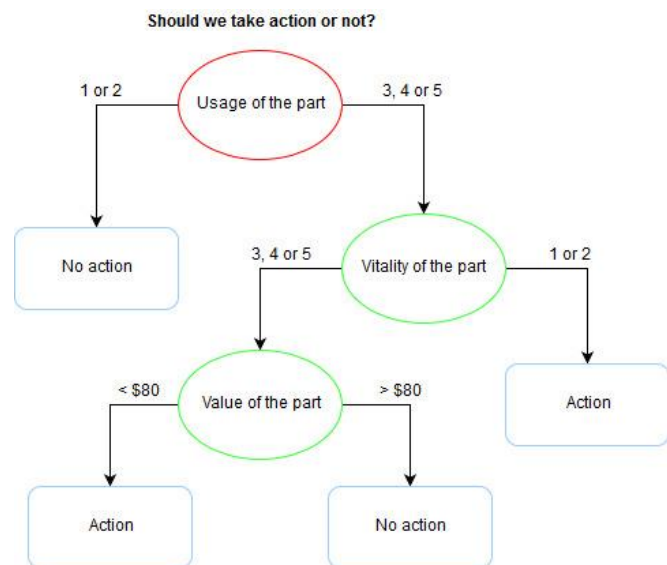 Should we take action or not?
1 or 2
Usage of the part
3, 4 or 5
No action
3, 4 or 5
Vitality of the part
1 or 2
< $80
Value of the part
> $80
Action
Action
No action